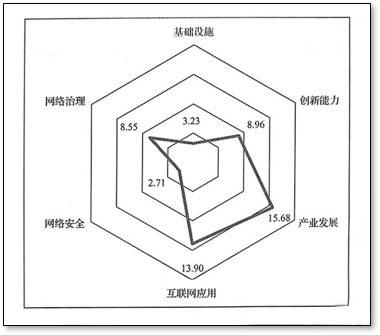 基础设施
网络治理
创新能力
3.23
8.55
8.96
2.71
网络安全
15.68
产业发展
13.90
互联网应用